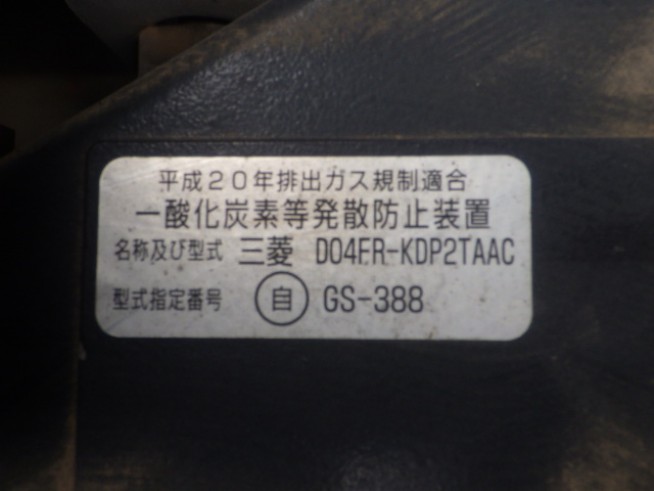 平成20年排出ガス規制適合
一酸化炭素等発散防止装置
名称及び型式 三菱 D04FR-KDP2TAAC
型式指定番号 自 GS-388